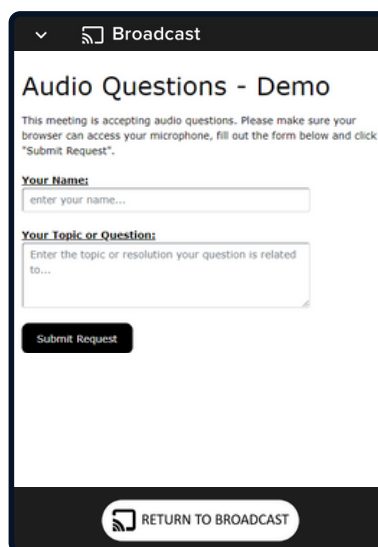 Broadcast
Audio Questions - Demo
This meeting is accepting audio questions. Please make sure your
browser can access your microphone, fill out the form below and click
"Submit Request".
Your Name:
enter your name...
Your Topic or Question:
Enter the topic or resolution your question is related
to...
Submit Request
RETURN TO BROADCAST